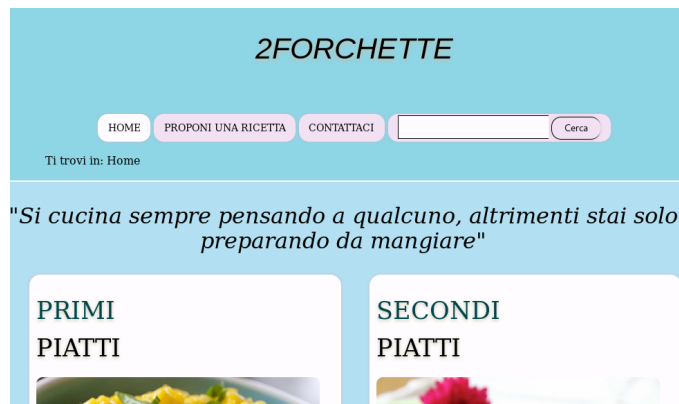 2FORCHETTE
HOME PROPONI UNA RICETTA CONTATTACI Cerca
Ti trovi in: Home
"Si cucina sempre pensando a qualcuno, altrimenti stai solo
preparando da mangiare"
PRIMI
PIATTI
SECONDI
PIATTI